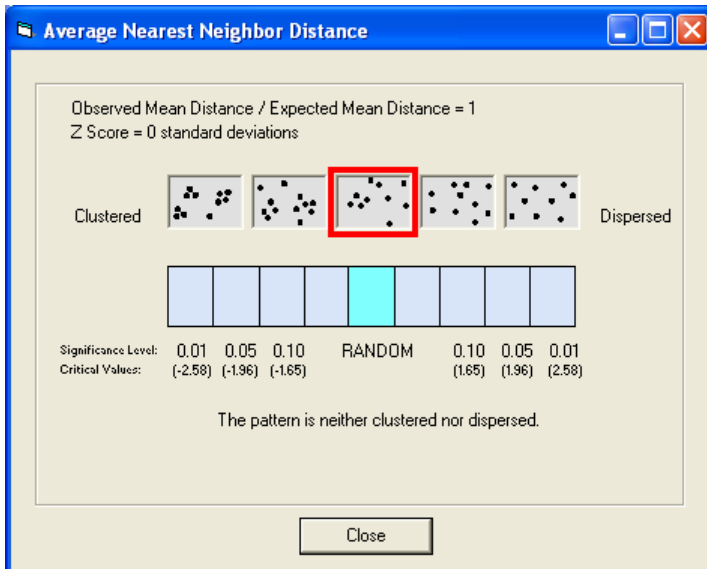 Average Nearest Neighbor Distance
Observed Mean Distance / Expected Mean Distance = 1
Z Score = 0 standard deviations
Clustered
Dispersed
Significance Level: 0.01 0.05 0.10 RANDOM 0.10 0.05 0.01
Critical Values: (-2.58) (-1.96) (-1.65) (1.65) (1.96) (2.58)
The pattern is neither clustered nor dispersed.
Close